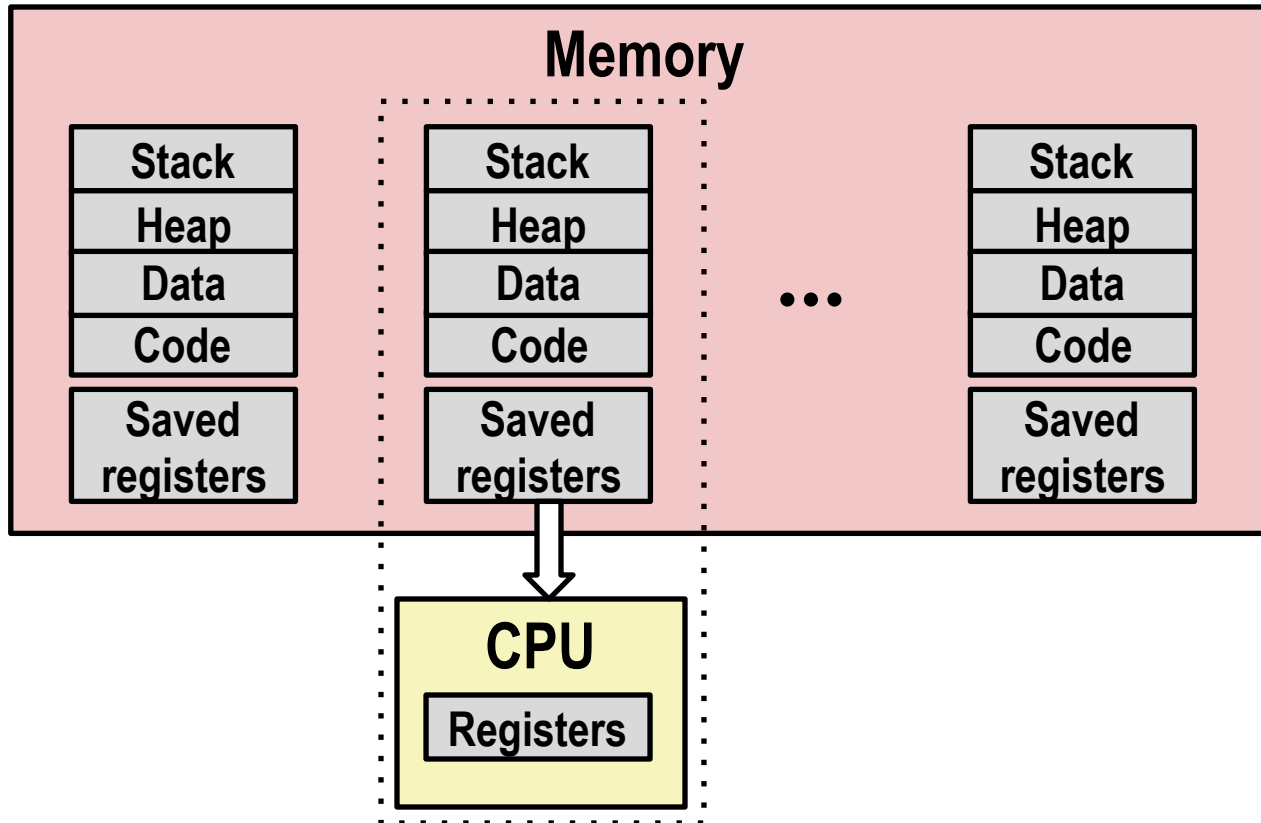 Memory
Stack
Heap
Data
Code
Saved
registers
Stack
Heap
Data
Code
Saved
registers
...
Stack
Heap
Data
Code
Saved
registers
CPU
Registers